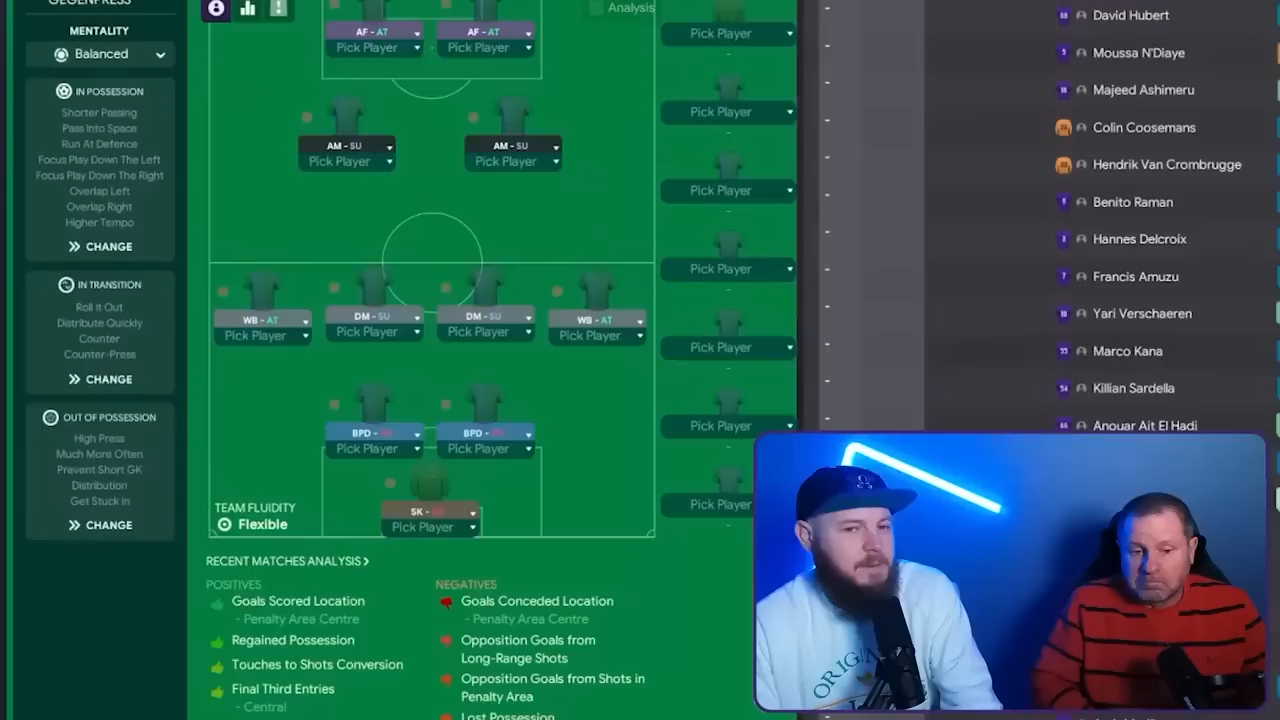 GEGENPRESS
MENTALITY
Balanced
IN POSSESSION
Shorter Passing
Pass Into Space
Run At Defence
Focus Play Down The Left
Focus Play Down The Right
Overlap Left
Overlap Right
Higher Tempo
CHANGE
IN TRANSITION
Roll It Out
Distribute Quickly
Counter
Counter-Press
CHANGE
OUT OF POSSESSION
High Press
Much More Often
Prevent Short GK
Distribution
Get Stuck In
CHANGE
Analysis
AF - AT
Pick Player
AF - AT
Pick Player
AM - SU
Pick Player
AM - SU
Pick Player
WB - AT
Pick Player
DM - SU
Pick Player
DM - SU
Pick Player
WB - AT
Pick Player
BPD -
Pick Player
BPD -
Pick Player
SK -
Pick Player
TEAM FLUIDITY
Flexible
Pick Player
Pick Player
Pick Player
Pick Player
Pick Player
Pick Player
Pick Player
RECENT MATCHES ANALYSIS >
POSITIVES
Goals Scored Location
- Penalty Area Centre
Regained Possession
Touches to Shots Conversion
Final Third Entries
- Central
NEGATIVES
Goals Conceded Location
- Penalty Area Centre
Opposition Goals from
Long-Range Shots
Opposition Goals from Shots in
Penalty Area
Lost Possession
David Hubert
Moussa N'Diaye
Majeed Ashimeru
Colin Coosemans
Hendrik Van Crombrugge
Benito Raman
Hannes Delcroix
Francis Amuzu
Yari Verschaeren
Marco Kana
Killian Sardella
Anouar Ait El Hadj